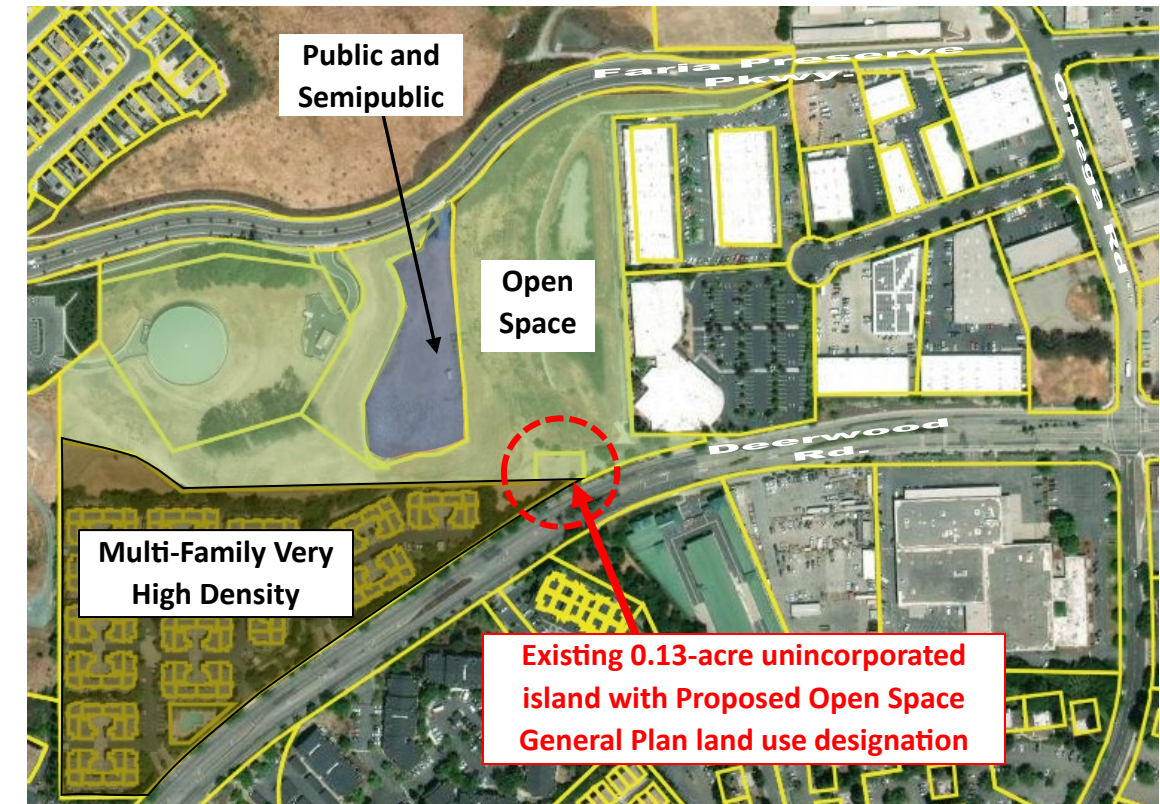 Public and
Semipublic
Faria Preserve
Pkwy.
Omega Rd
Open
Space
Deerwood
Rd.
Multi-Family Very
High Density
Existing 0.13-acre unincorporated
island with Proposed Open Space
General Plan land use designation